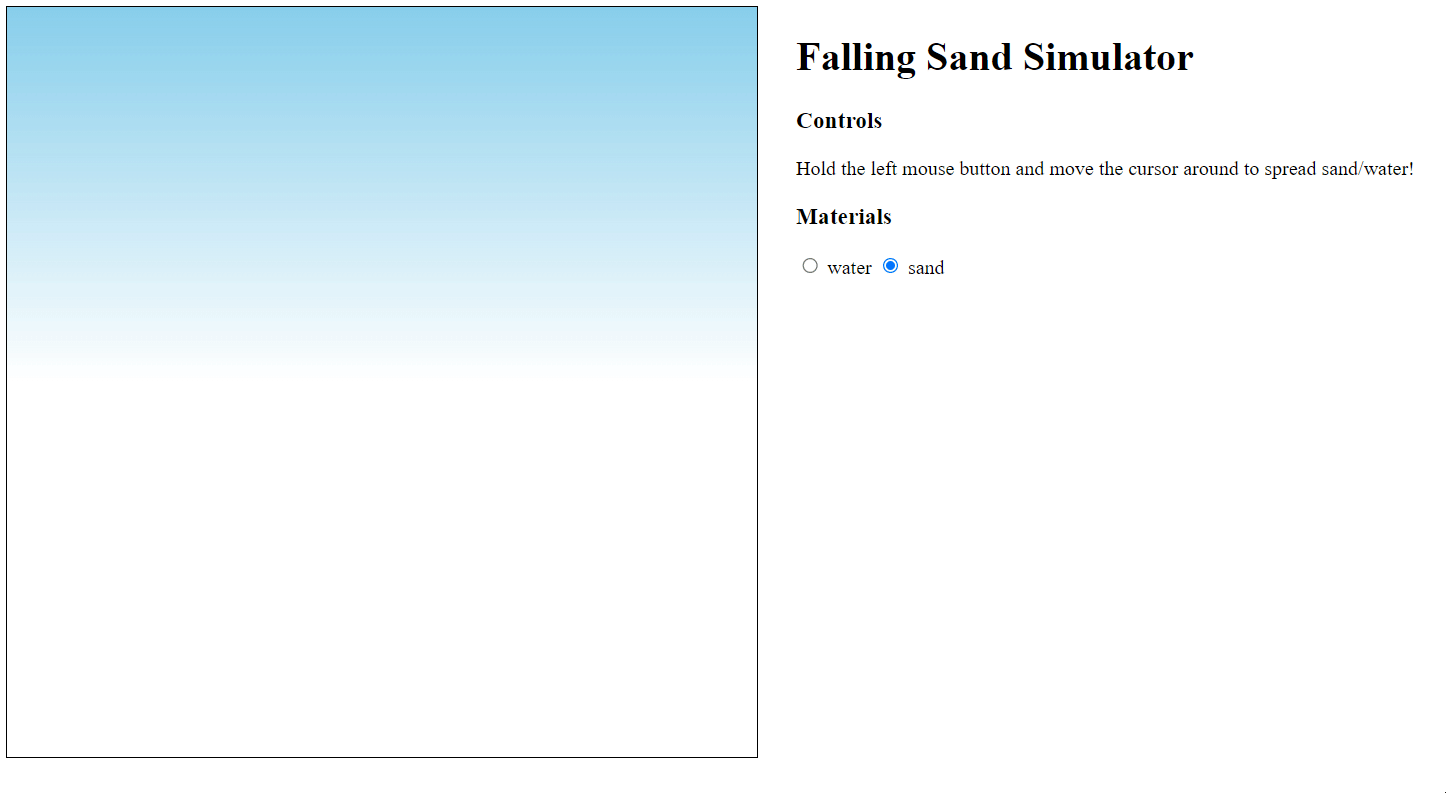 Falling Sand Simulator
Controls
Hold the left mouse button and move the cursor around to spread sand/water!
Materials
water sand